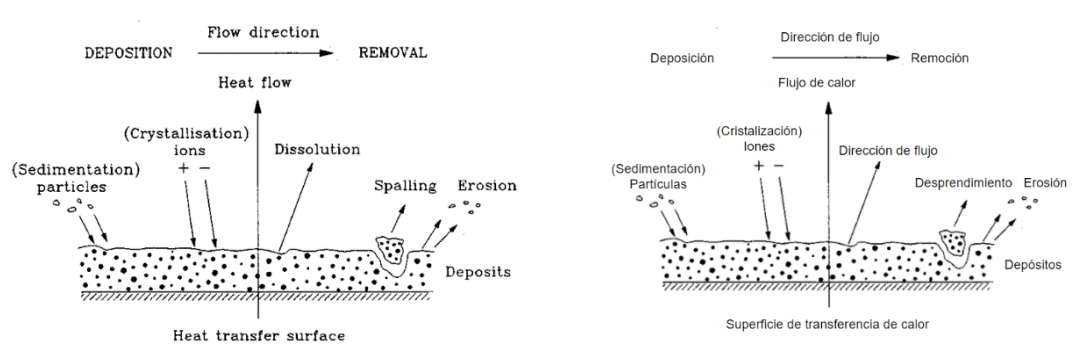 Flow direction
DEPOSITION
REMOVAL
Heat flow
(Crystallisation)
ions
+ −
Dissolution
(Sedimentation)
particles
Spalling
Erosion
Deposits
Heat transfer surface
Dirección de flujo
Deposición
Remoción
Flujo de calor
(Cristalización)
Iones
+ −
Dirección de flujo
(Sedimentación)
Partículas
Desprendimiento
Erosión
Depósitos
Superficie de transferencia de calor